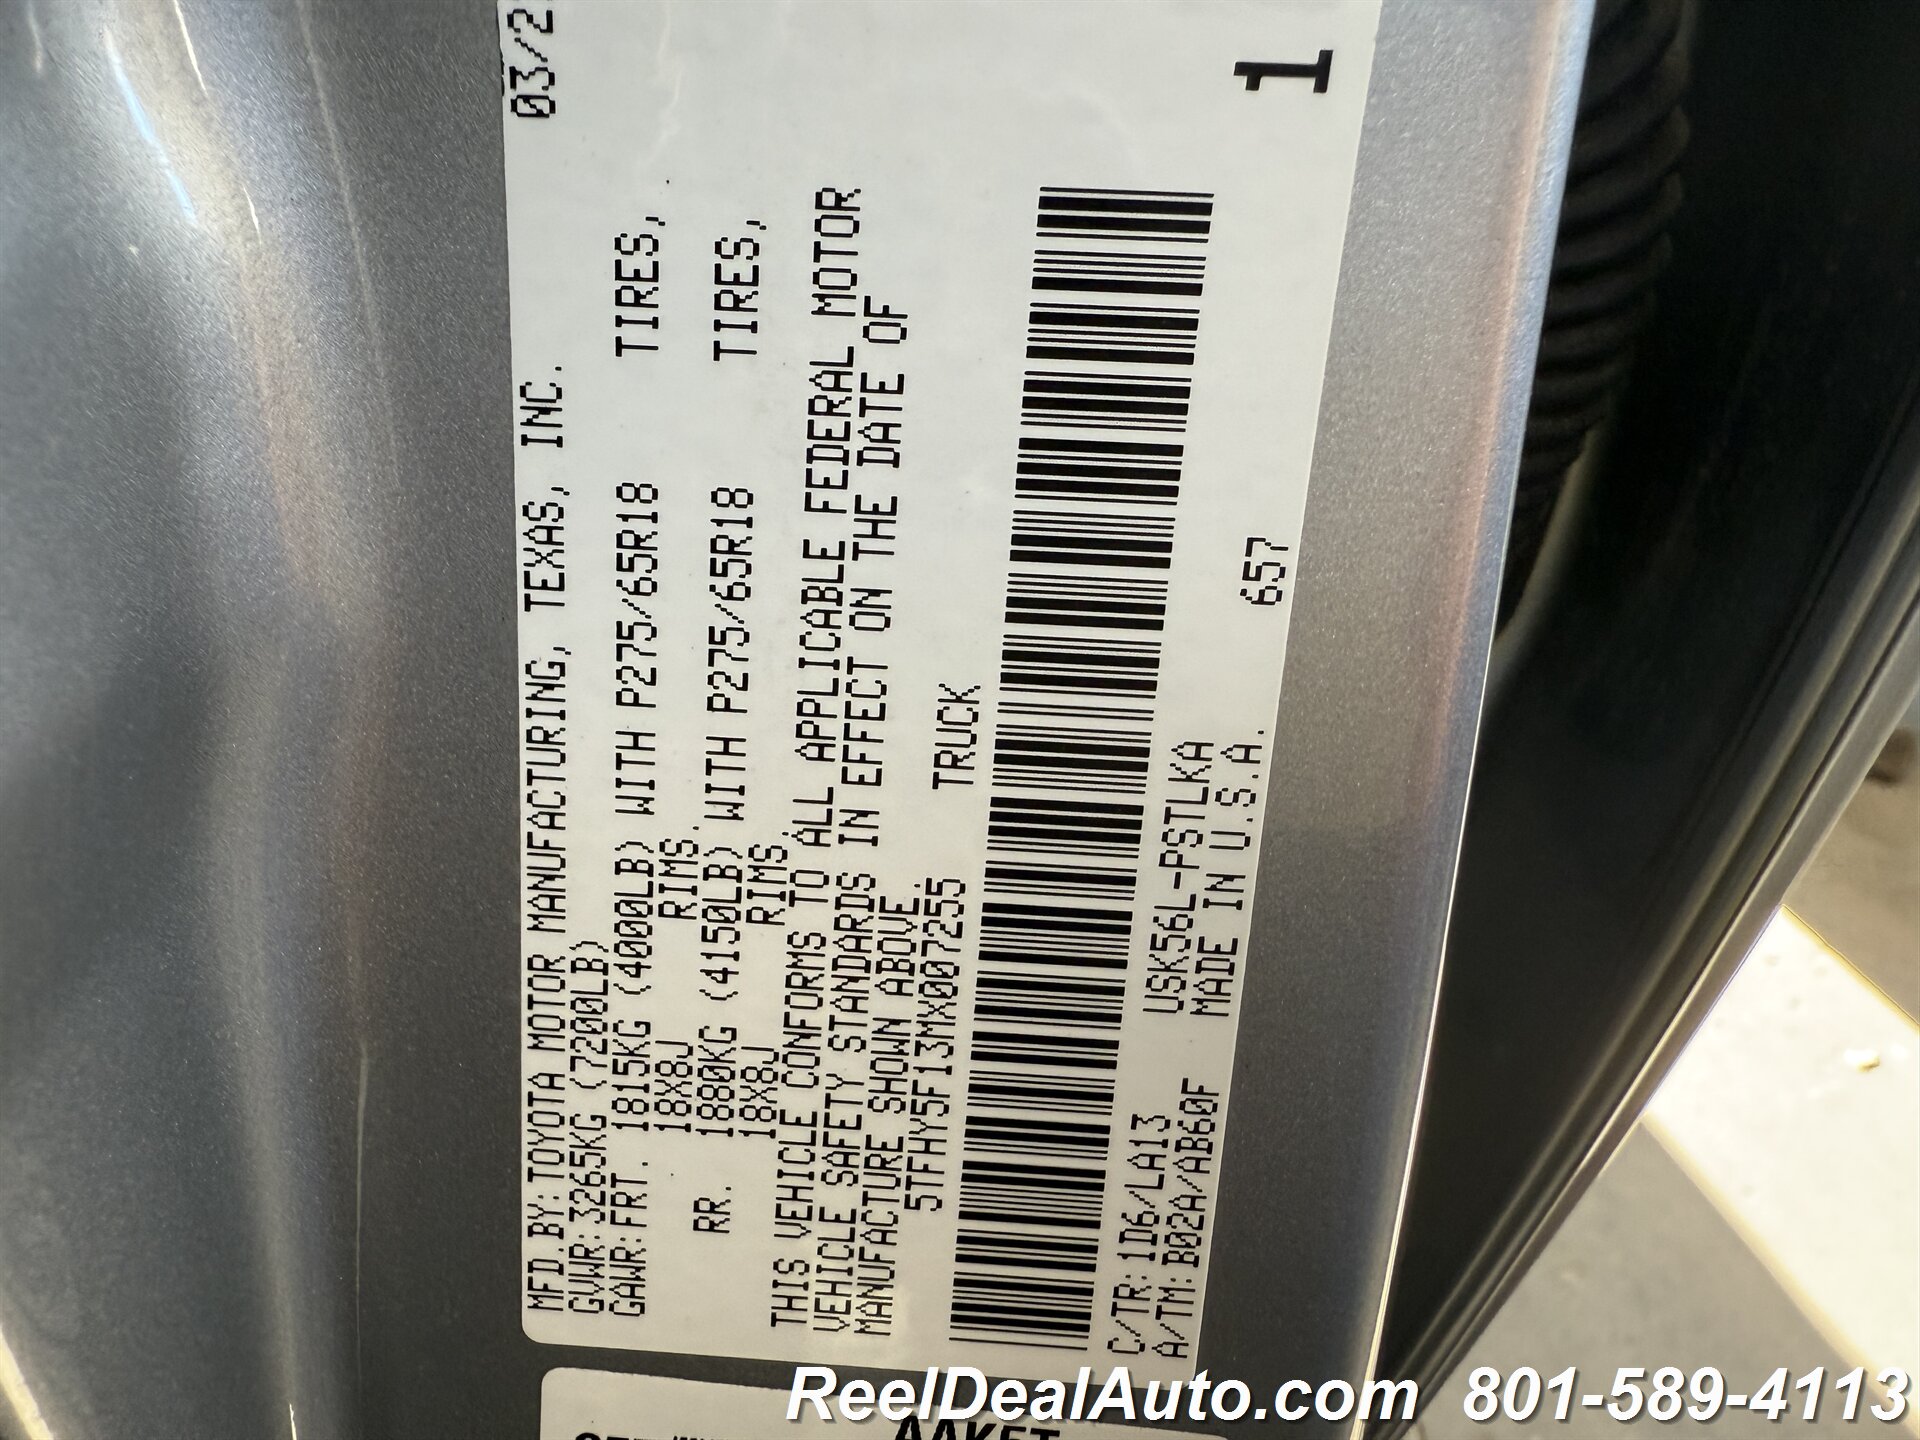 MFD.BY:TOYOTA MOTOR MANUFACTURING, TEXAS, INC. 03/2
GVWR:3265KG (7200LB)
GAWR:FRT. 1815KG (4000LB) WITH P275/65R18 TIRES,
18X8J RIMS.
RR. 1880KG (4150LB) WITH P275/65R18 TIRES,
18X8J RIMS.
THIS VEHICLE CONFORMS TO ALL APPLICABLE FEDERAL MOTOR
VEHICLE SAFETY STANDARDS IN EFFECT ON THE DATE OF
MANUFACTURE SHOWN ABOVE.
5TFHY5F13MX007255 TRUCK
C/TR:1D6/LA13 USK56L-PSTLKA 657 1
A/TM:B02A/AB60F MADE IN U.S.A.
ReelDealAuto.com 801-589-4113